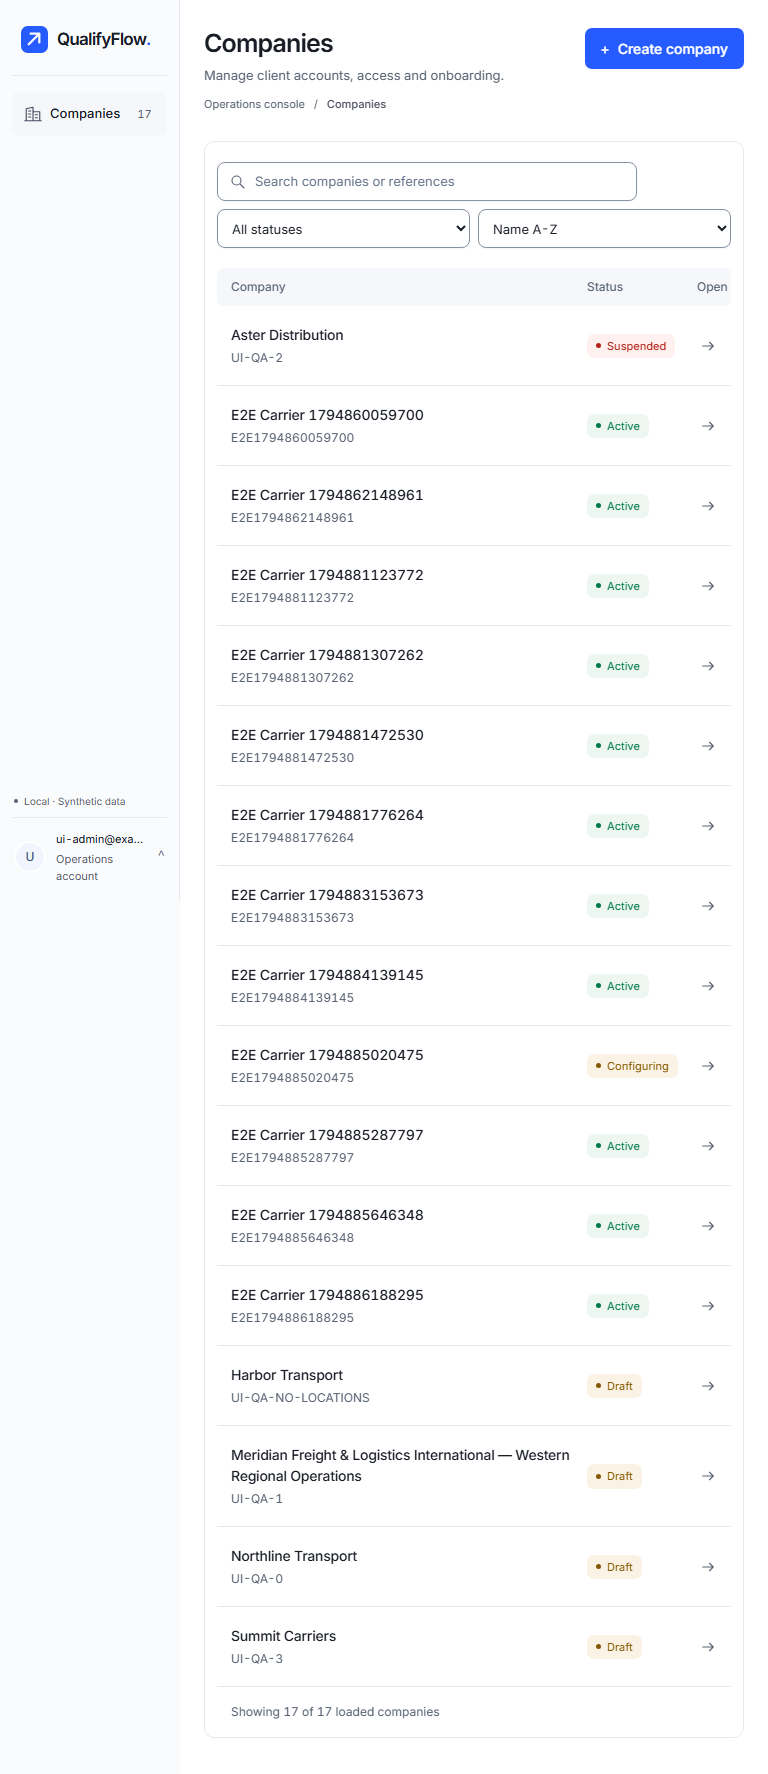 QualifyFlow.
Companies 17
Local · Synthetic data
U
ui-admin@exa...
Operations
account
^
Companies
Manage client accounts, access and onboarding.
Operations console / Companies
+ Create company
Search companies or references
All statuses
Name A-Z
Company Status Open
Aster Distribution
UI-QA-2
Suspended →
E2E Carrier 1794860059700
E2E1794860059700
Active →
E2E Carrier 1794862148961
E2E1794862148961
Active →
E2E Carrier 1794881123772
E2E1794881123772
Active →
E2E Carrier 1794881307262
E2E1794881307262
Active →
E2E Carrier 1794881472530
E2E1794881472530
Active →
E2E Carrier 1794881776264
E2E1794881776264
Active →
E2E Carrier 1794883153673
E2E1794883153673
Active →
E2E Carrier 1794884139145
E2E1794884139145
Active →
E2E Carrier 1794885020475
E2E1794885020475
Configuring →
E2E Carrier 1794885287797
E2E1794885287797
Active →
E2E Carrier 1794885646348
E2E1794885646348
Active →
E2E Carrier 1794886188295
E2E1794886188295
Active →
Harbor Transport
UI-QA-NO-LOCATIONS
Draft →
Meridian Freight & Logistics International — Western
Regional Operations
UI-QA-1
Draft →
Northline Transport
UI-QA-0
Draft →
Summit Carriers
UI-QA-3
Draft →
Showing 17 of 17 loaded companies